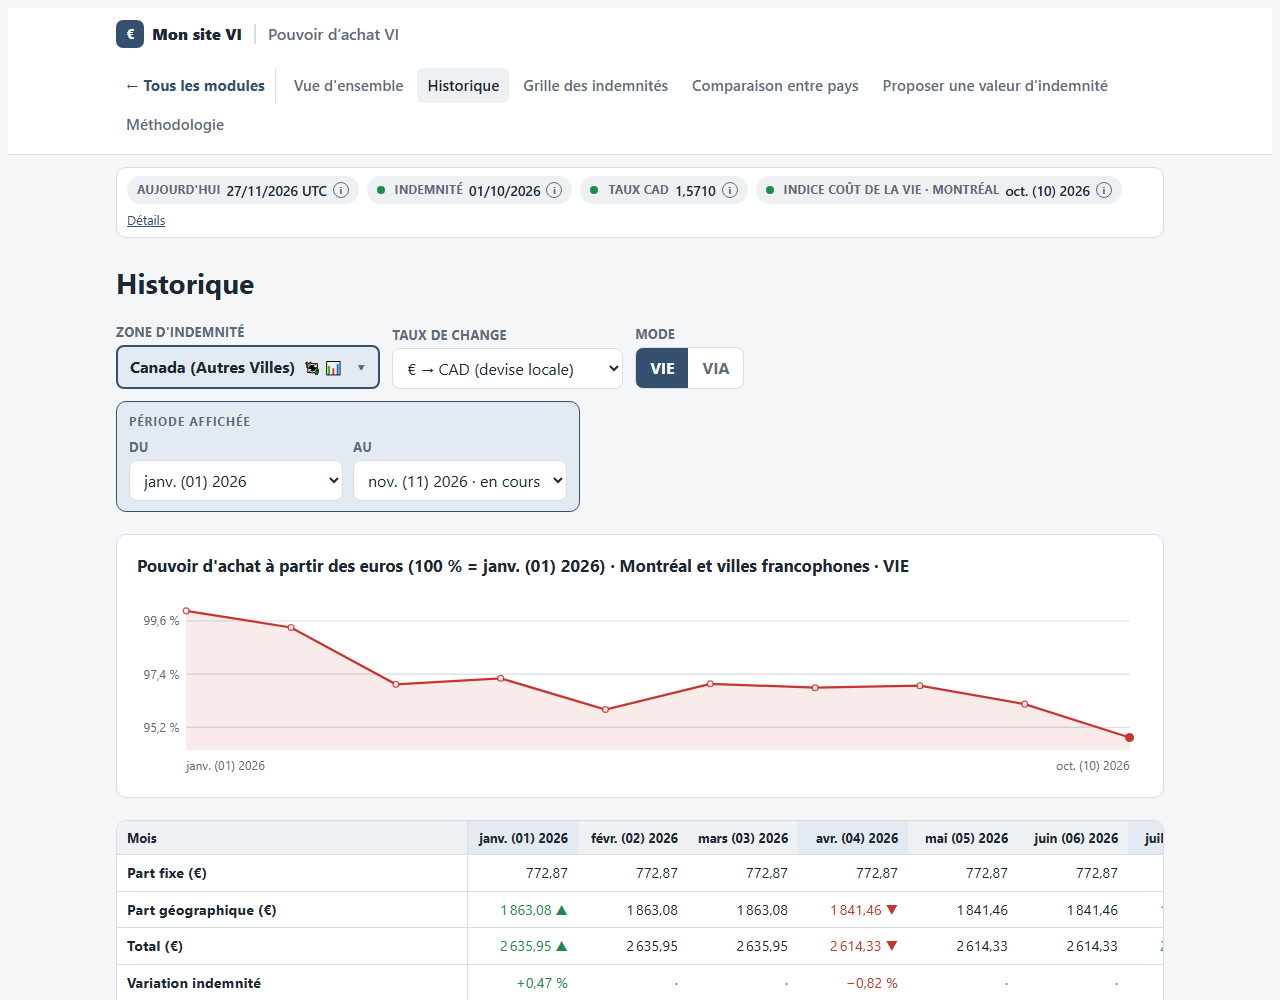 € Mon site VI Pouvoir d'achat VI
← Tous les modules Vue d'ensemble Historique Grille des indemnités Comparaison entre pays Proposer une valeur d'indemnité
Méthodologie
AUJOURD'HUI 27/11/2026 UTC i INDEMNITÉ 01/10/2026 i TAUX CAD 1,5710 i INDICE COÛT DE LA VIE · MONTRÉAL oct. (10) 2026 i
Détails
Historique
ZONE D'INDEMNITÉ TAUX DE CHANGE MODE
Canada (Autres Villes) € → CAD (devise locale) VIE VIA
PÉRIODE AFFICHÉE
DU AU
janv. (01) 2026 nov. (11) 2026 · en cours
Pouvoir d'achat à partir des euros (100 % = janv. (01) 2026) · Montréal et villes francophones · VIE
99,6 %
97,4 %
95,2 %
janv. (01) 2026 oct. (10) 2026
Mois janv. (01) 2026 févr. (02) 2026 mars (03) 2026 avr. (04) 2026 mai (05) 2026 juin (06) 2026 juil
Part fixe (€) 772,87 772,87 772,87 772,87 772,87 772,87
Part géographique (€) 1 863,08 ▲ 1 863,08 1 863,08 1 841,46 ▼ 1 841,46 1 841,46
Total (€) 2 635,95 ▲ 2 635,95 2 635,95 2 614,33 ▼ 2 614,33 2 614,33
Variation indemnité +0,47 % · · −0,82 % · ·